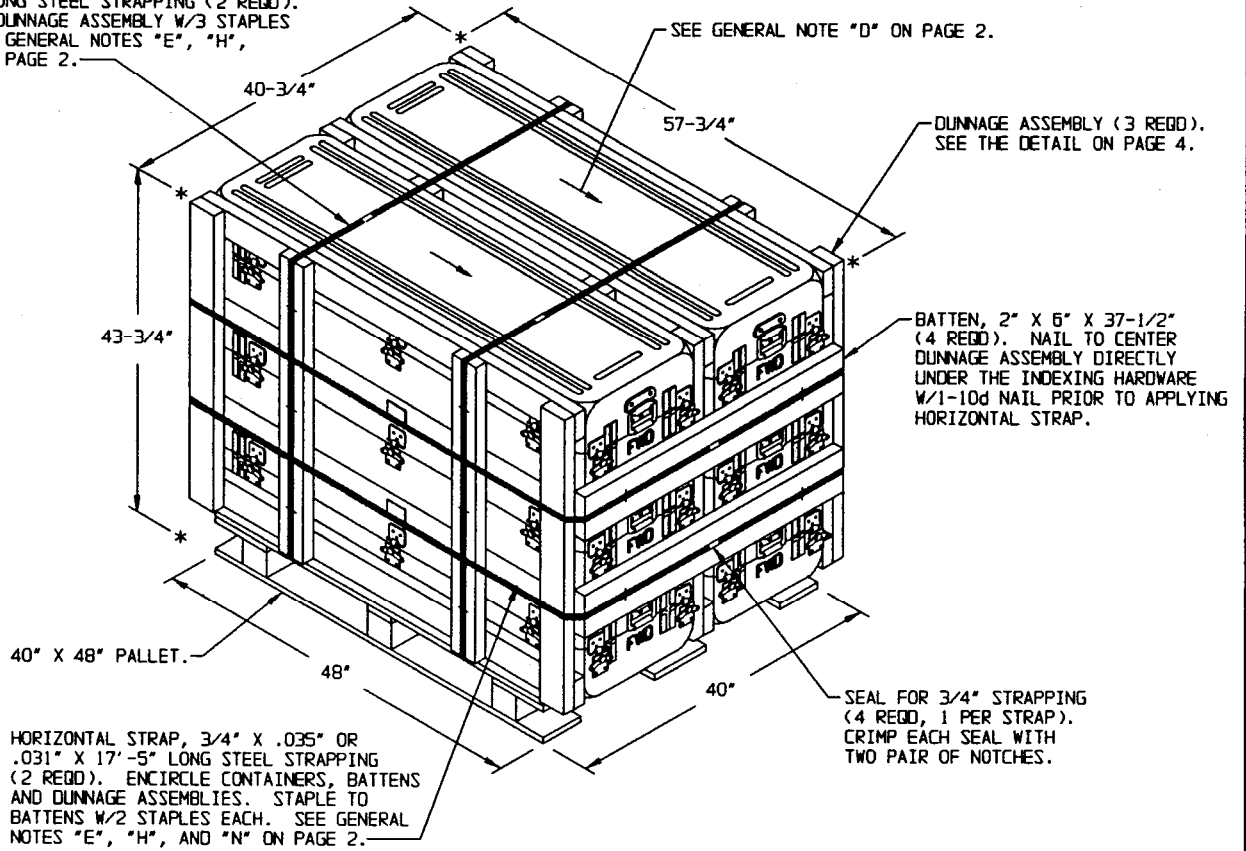 ONG STEEL STRAPPING (2 REQD).
DUNNAGE ASSEMBLY W/3 STAPLES
GENERAL NOTES "E", "H",
PAGE 2.
SEE GENERAL NOTE "D" ON PAGE 2.
40-3/4"
57-3/4"
DUNNAGE ASSEMBLY (3 REQD).
SEE THE DETAIL ON PAGE 4.
43-3/4"
BATTEN, 2" X 6" X 37-1/2"
(4 REQD). NAIL TO CENTER
DUNNAGE ASSEMBLY DIRECTLY
UNDER THE INDEXING HARDWARE
W/1-10d NAIL PRIOR TO APPLYING
HORIZONTAL STRAP.
FWD
FWD
FWD
FWD
FWD
FWD
40" X 48" PALLET.
48"
40"
SEAL FOR 3/4" STRAPPING
(4 REQD, 1 PER STRAP).
CRIMP EACH SEAL WITH
TWO PAIR OF NOTCHES.
HORIZONTAL STRAP, 3/4" X .035" OR
.031" X 17'-5" LONG STEEL STRAPPING
(2 REQD). ENCIRCLE CONTAINERS, BATTENS
AND DUNNAGE ASSEMBLIES. STAPLE TO
BATTENS W/2 STAPLES EACH. SEE GENERAL
NOTES "E", "H", AND "N" ON PAGE 2.